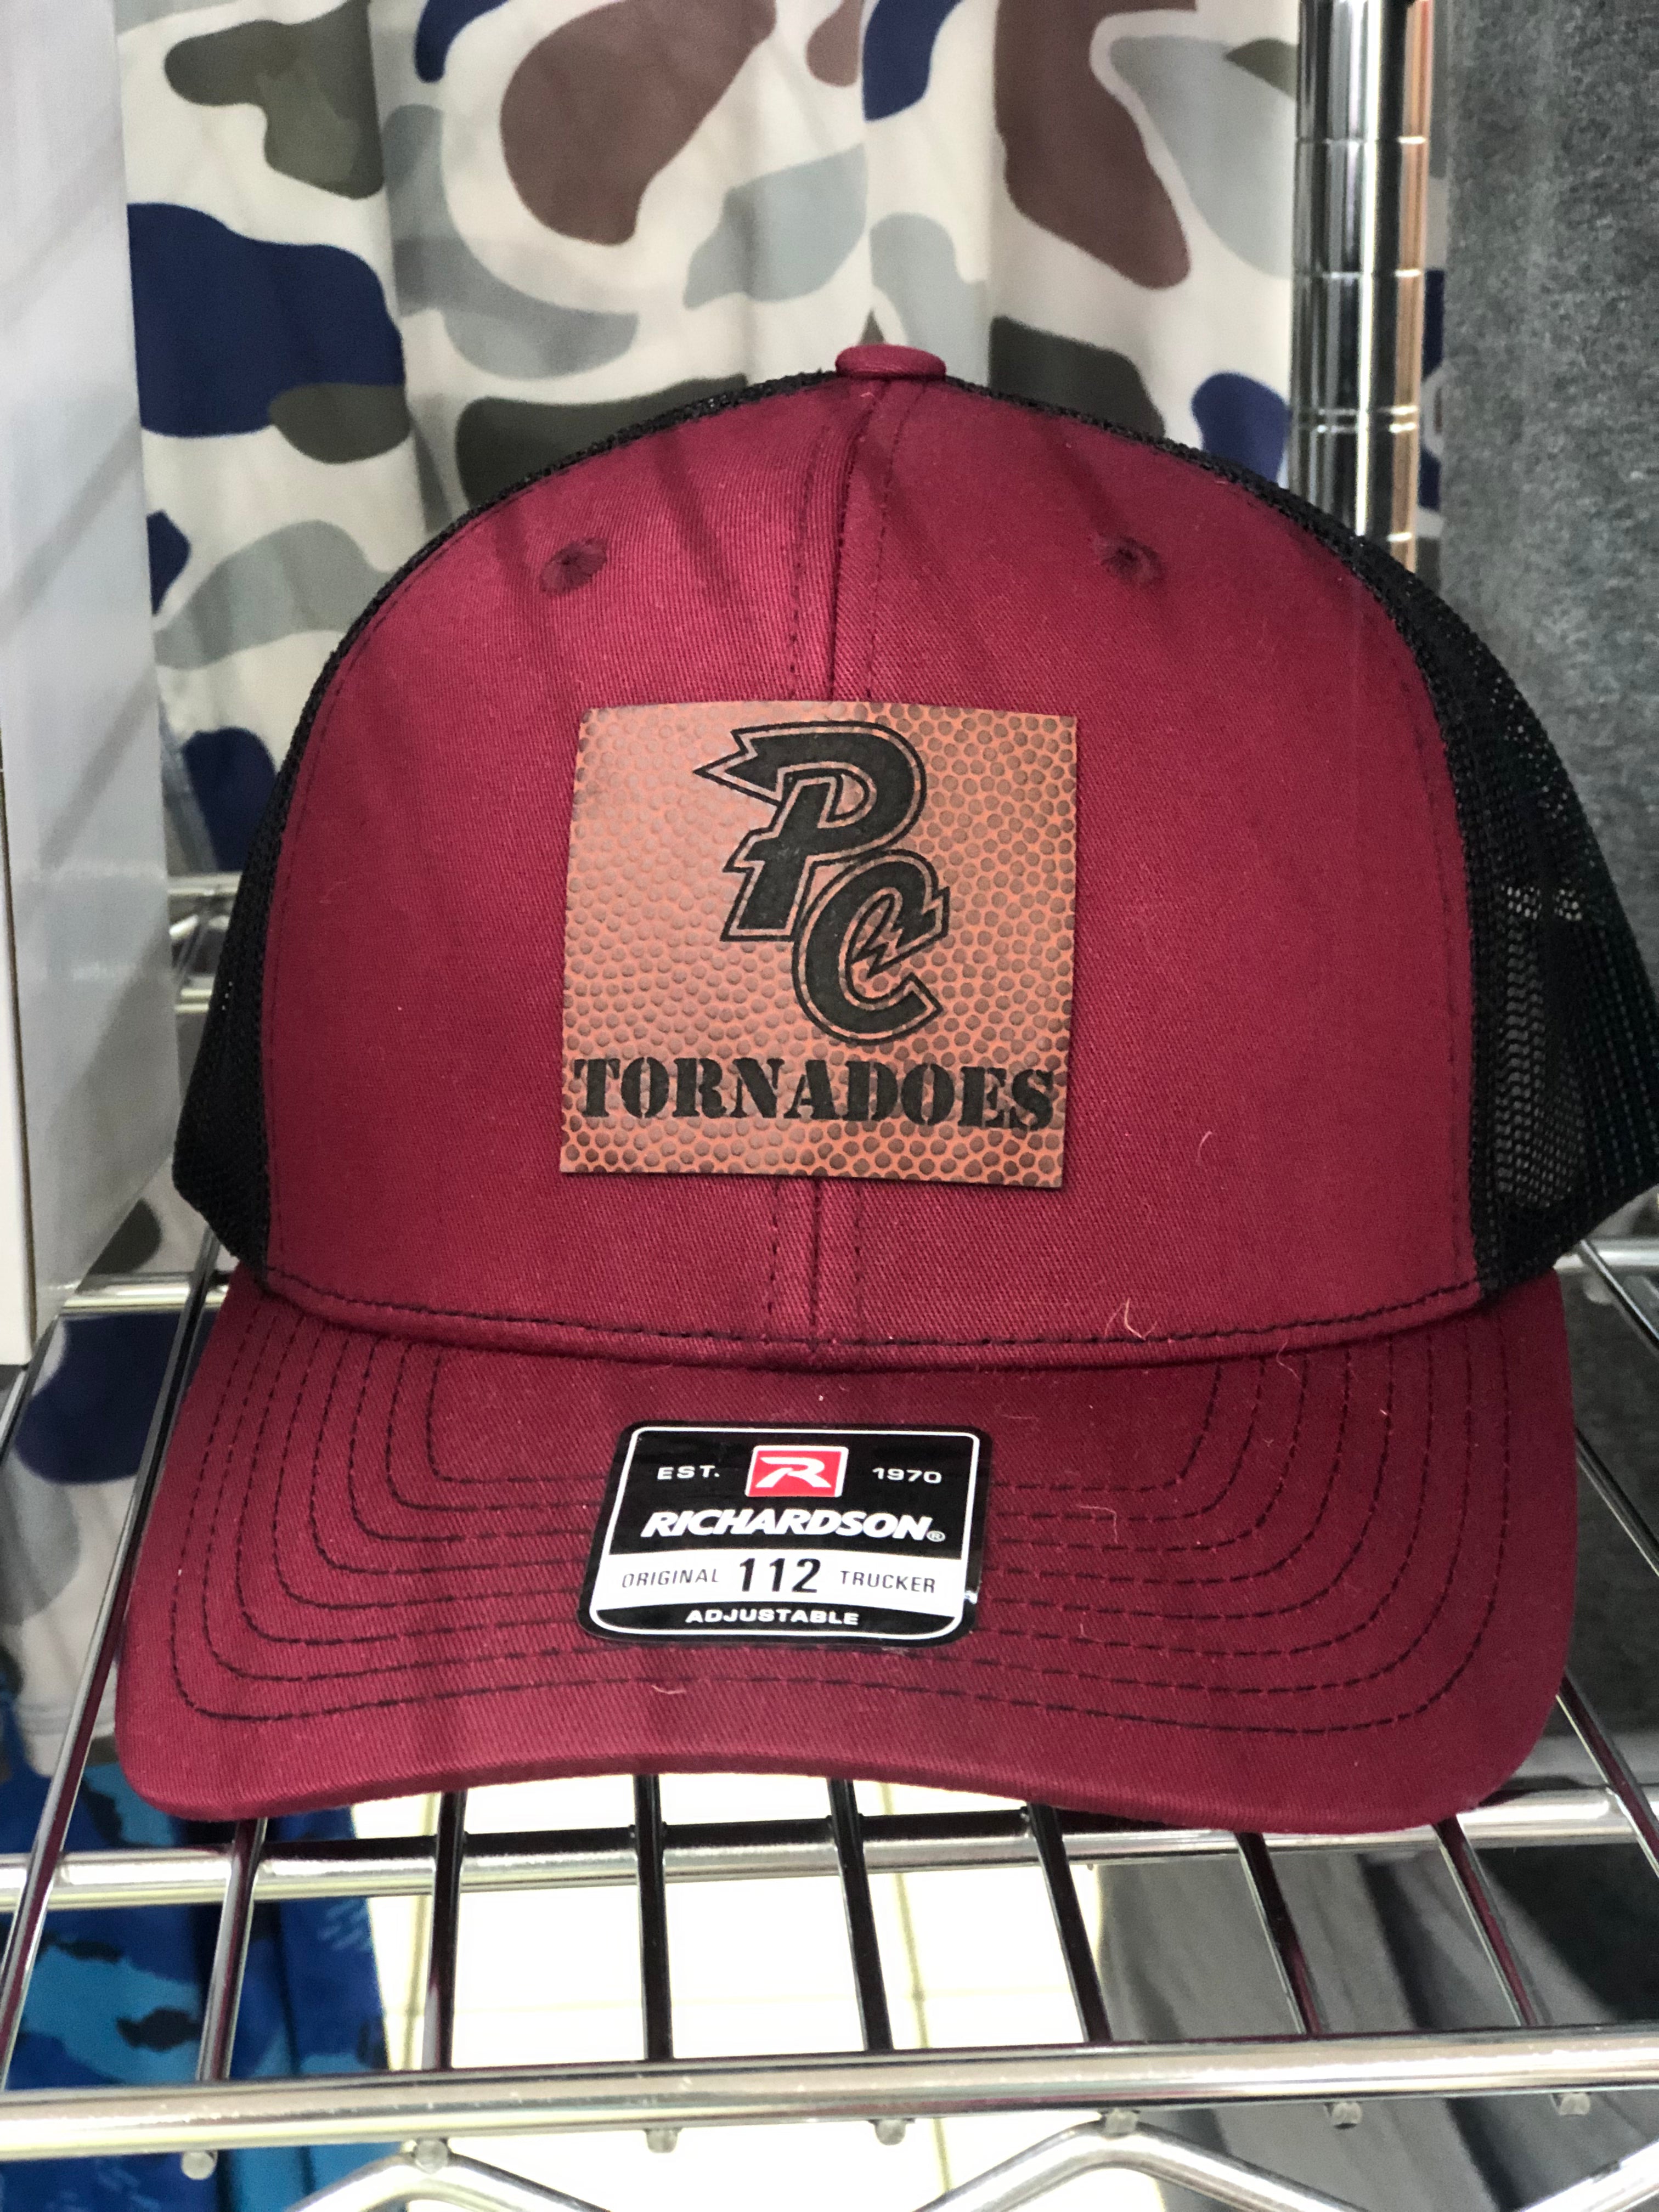 PC
TORNADOES
EST. R 1970
RICHARDSON®
ORIGINAL 112 TRUCKER
ADJUSTABLE